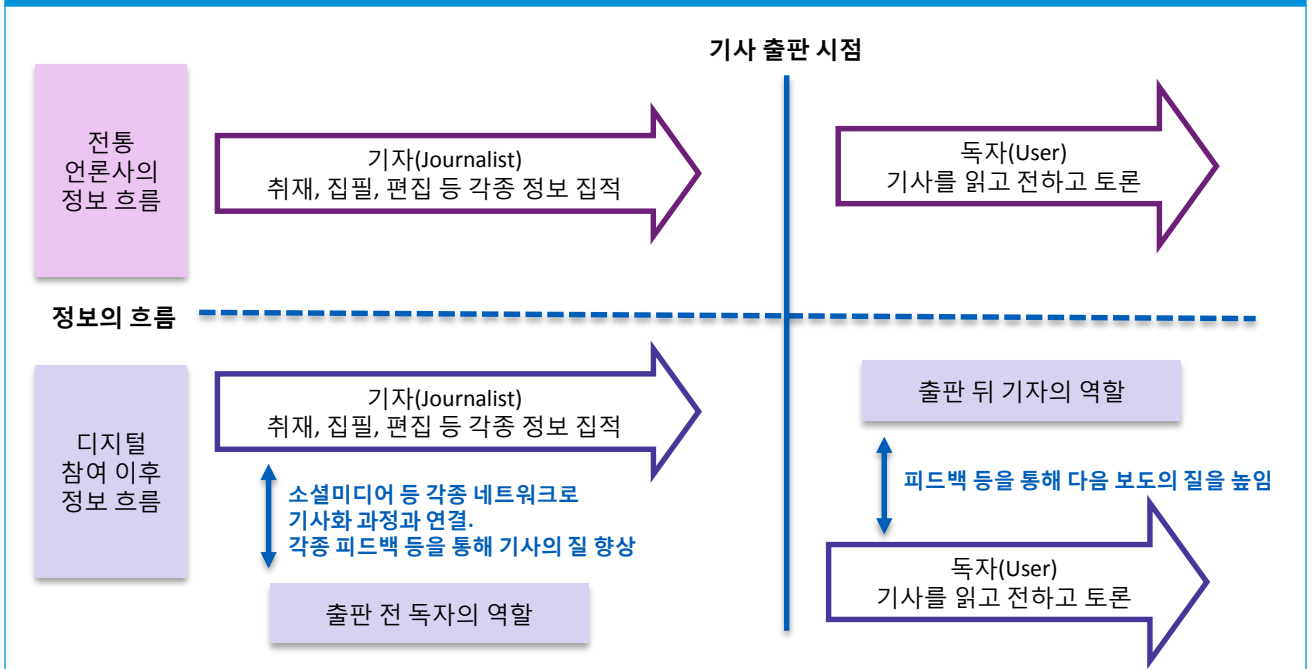 기사 출판 시점
전통
언론사의
정보 흐름
기자(Journalist)
취재, 집필, 편집 등 각종 정보 집적
독자(User)
기사를 읽고 전하고 토론
정보의 흐름
디지털
참여 이후
정보 흐름
기자(Journalist)
취재, 집필, 편집 등 각종 정보 집적
소셜미디어 등 각종 네트워크로
기사화 과정과 연결.
각종 피드백 등을 통해 기사의 질 향상
출판 전 독자의 역할
출판 뒤 기자의 역할
피드백 등을 통해 다음 보도의 질을 높임
독자(User)
기사를 읽고 전하고 토론